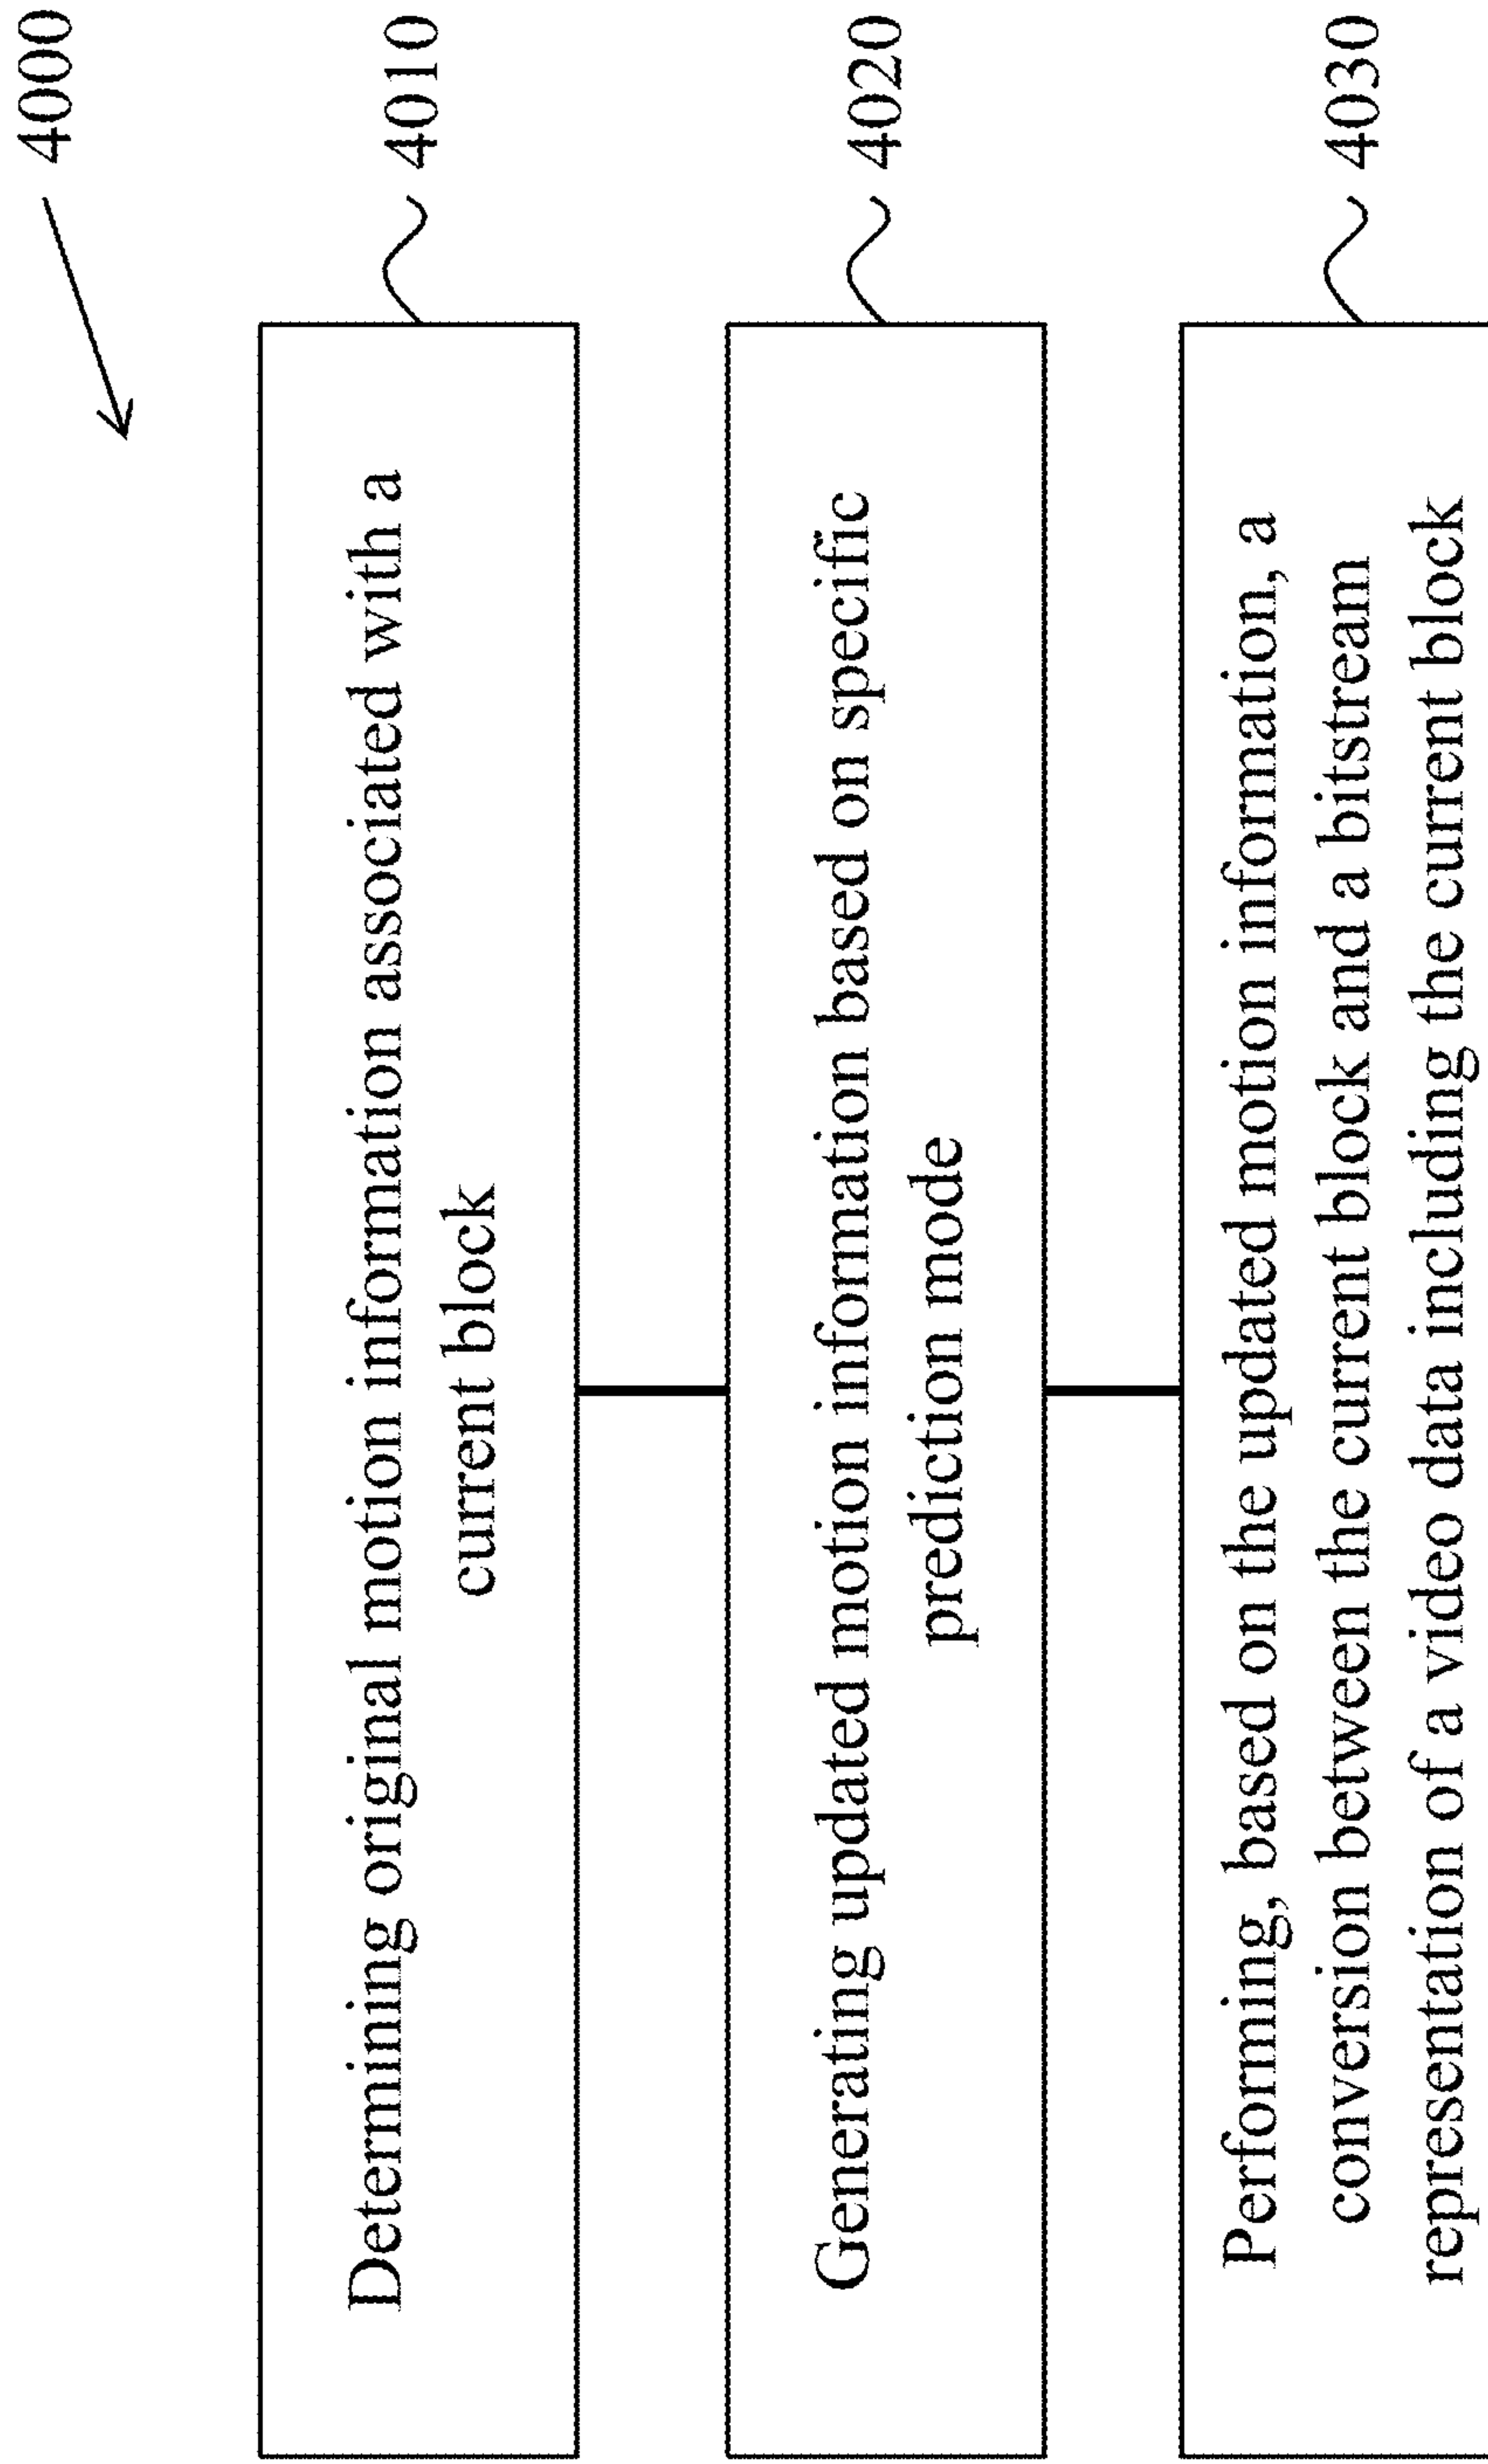 4000
Determining original motion information associated with a
current block
4010
Generating updated motion information based on specific
prediction mode
4020
Performing, based on the updated motion information, a
conversion between the current block and a bitstream
representation of a video data including the current block
4030